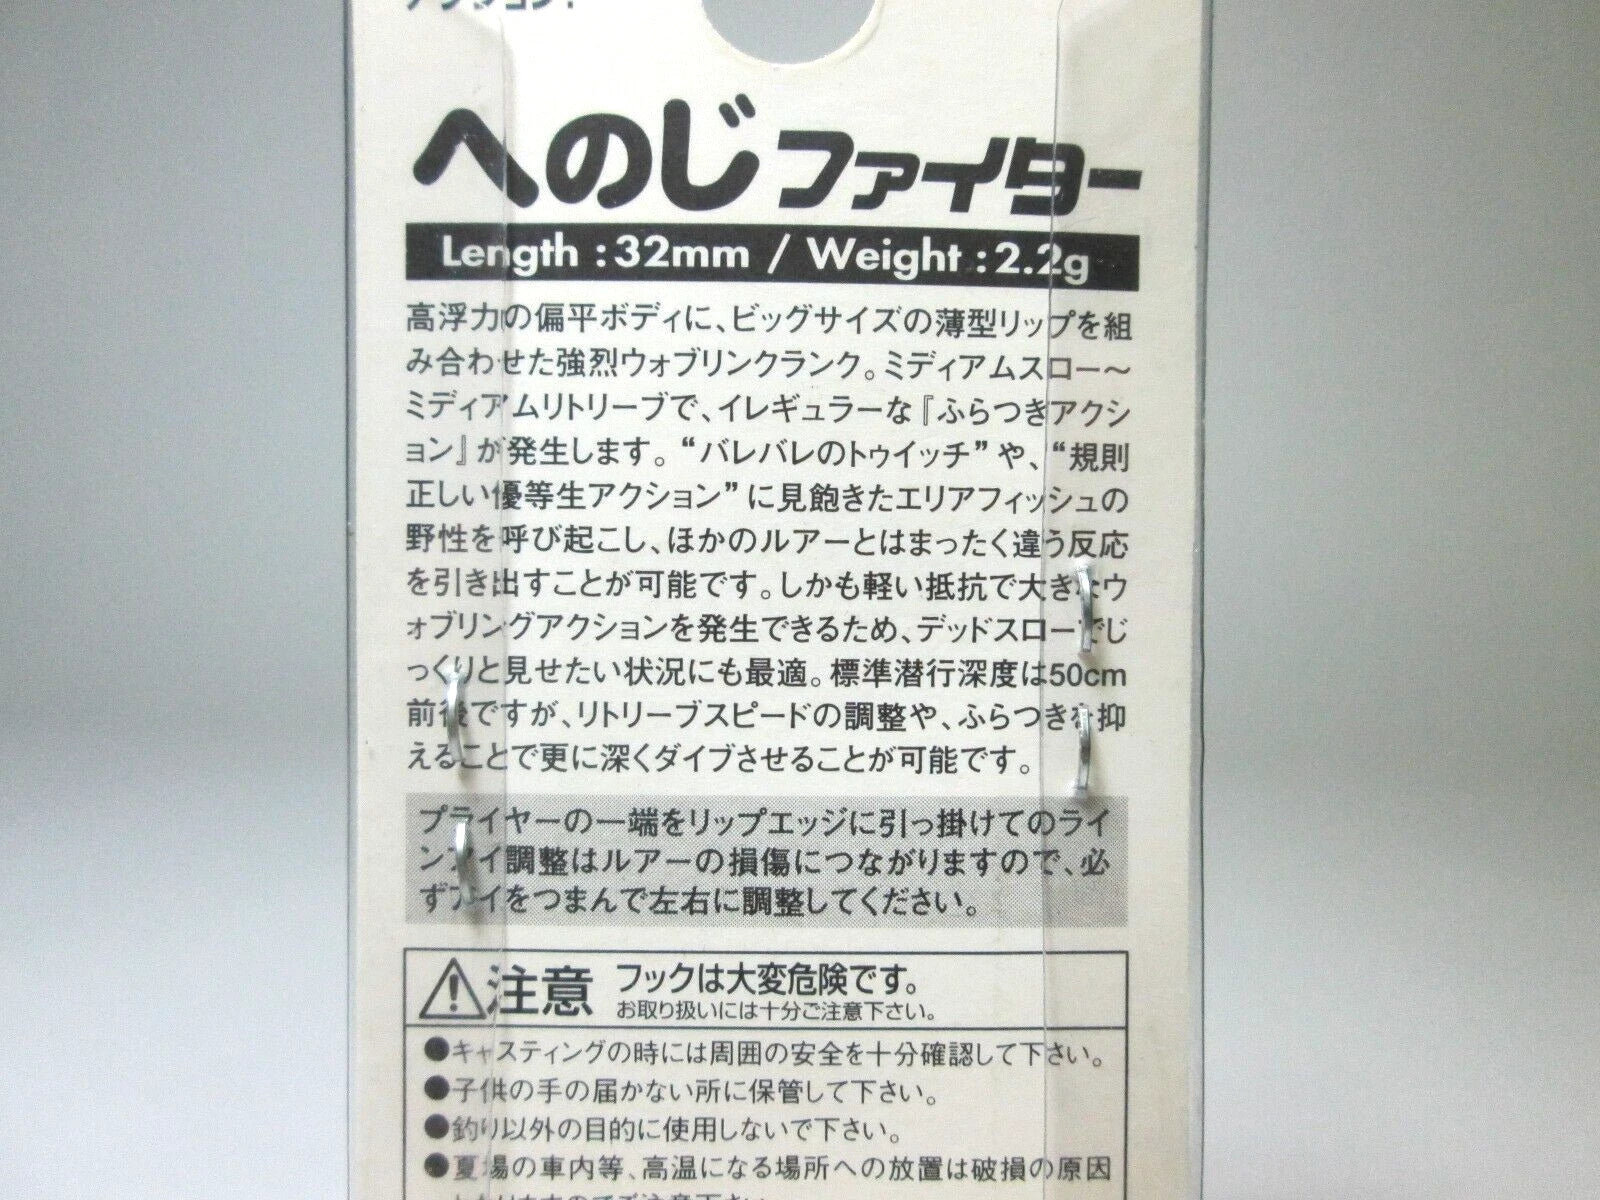 アクション！
へのじファイター
Length : 32mm / Weight : 2.2g
高浮力の偏平ボディに、ビッグサイズの薄型リップを組
み合わせた強烈ウォブリンクランク。ミディアムスロー〜
ミディアムリトリーブで、イレギュラーな『ふらつきアクシ
ョン』が発生します。“バレバレのトゥイッチ”や、“規則
正しい優等生アクション”に見飽きたエリアフィッシュの
野性を呼び起こし、ほかのルアーとはまったく違う反応
を引き出すことが可能です。しかも軽い抵抗で大きなウ
ォブリングアクションを発生できるため、デッドスローでじ
っくりと見せたい状況にも最適。標準潜行深度は50cm
前後ですが、リトリーブスピードの調整や、ふらつきを抑
えることで更に深くダイブさせることが可能です。
プライヤーの一端をリップエッジに引っ掛けてのライ
ンアイ調整はルアーの損傷につながりますので、必
ずアイをつまんで左右に調整してください。
注意 フックは大変危険です。
お取り扱いには十分ご注意下さい。
●キャスティングの時には周囲の安全を十分確認して下さい。
●子供の手の届かない所に保管して下さい。
●釣り以外の目的に使用しないで下さい。
●夏場の車内等、高温になる場所への放置は破損の原因
となりますのでご注意下さい。